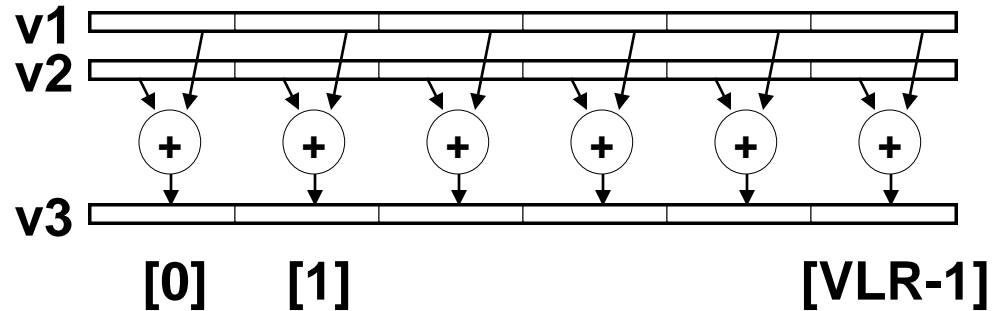 v1
v2
+ + + + + +
v3
[0] [1] [VLR-1]